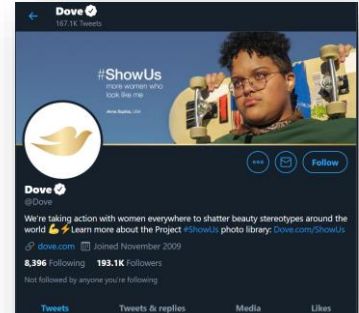 Dove
167.1K Tweets
#ShowUs
more women who
look like me
Anna Sophia, USA
Follow
Dove
@Dove
We're taking action with women everywhere to shatter beauty stereotypes around the
world 💪⚡Learn more about the Project #ShowUs photo library: Dove.com/ShowUs
dove.com Joined November 2009
8,396 Following 193.1K Followers
Not followed by anyone you're following
Tweets Tweets & replies Media Likes